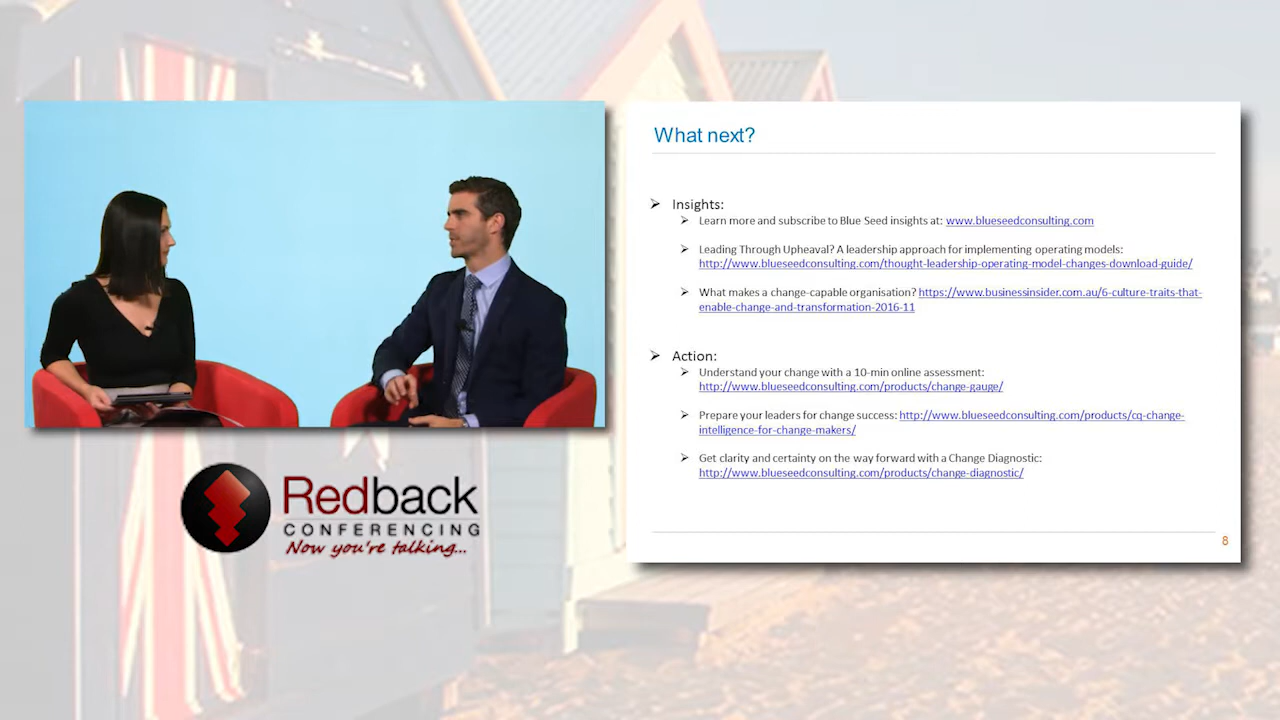 What next?
➢ Insights:
➢ Learn more and subscribe to Blue Seed insights at: www.blueseedconsulting.com
➢ Leading Through Upheaval? A leadership approach for implementing operating models:
http://www.blueseedconsulting.com/thought-leadership-operating-model-changes-download-guide/
➢ What makes a change-capable organisation? https://www.businessinsider.com.au/6-culture-traits-that-
enable-change-and-transformation-2016-11
➢ Action:
➢ Understand your change with a 10-min online assessment:
http://www.blueseedconsulting.com/products/change-gauge/
➢ Prepare your leaders for change success: http://www.blueseedconsulting.com/products/cq-change-
intelligence-for-change-makers/
➢ Get clarity and certainty on the way forward with a Change Diagnostic:
http://www.blueseedconsulting.com/products/change-diagnostic/
8
Redback
CONFERENCING
Now you're talking...